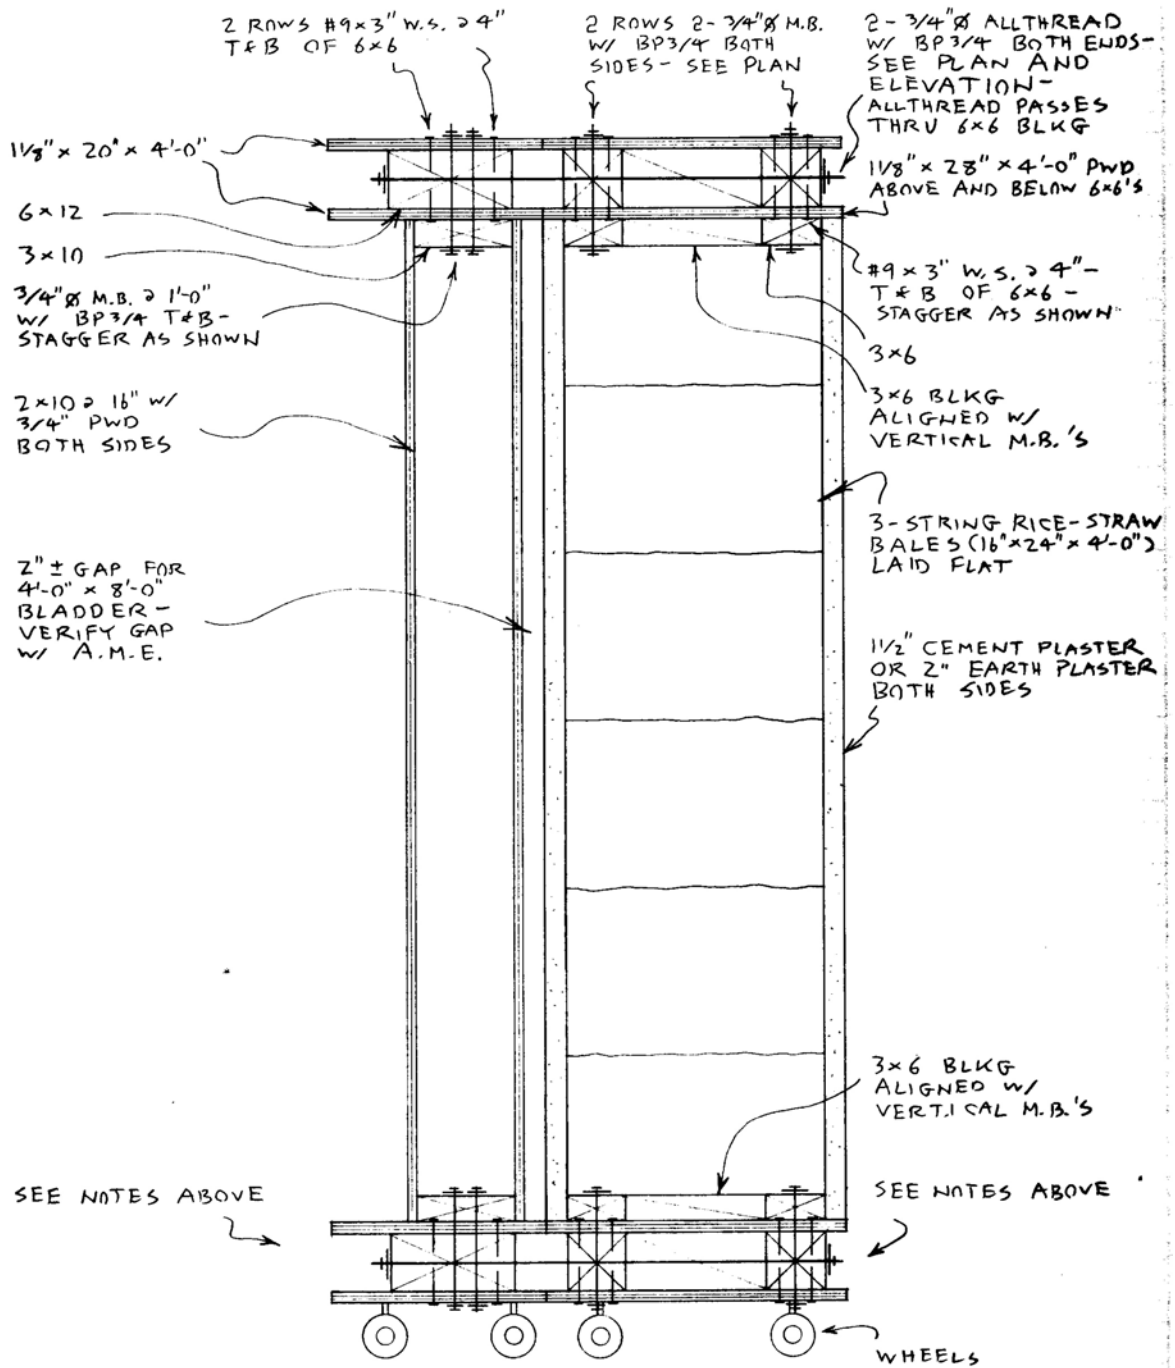 2 ROWS #9×3" W.S. @ 4"
T&B OF 6×6
2 ROWS 2-3/4"Ø M.B.
W/ BP3/4 BOTH
SIDES- SEE PLAN
2-3/4"Ø ALLTHREAD
W/ BP3/4 BOTH ENDS-
SEE PLAN AND
ELEVATION-
ALLTHREAD PASSES
THRU 6×6 BLKG
1 1/8" × 20" × 4'-0"
6×12
3×10
3/4"Ø M.B. @ 1'-0"
W/ BP3/4 T&B-
STAGGER AS SHOWN
2×10 @ 16" W/
3/4" PWD
BOTH SIDES
2"± GAP FOR
4'-0" × 8'-0"
BLADDER-
VERIFY GAP
W/ A.M.E.
1 1/8" × 28" × 4'-0" PWD
ABOVE AND BELOW 6×6'S
#9×3" W.S. @ 4"-
T&B OF 6×6-
STAGGER AS SHOWN
3×6
3×6 BLKG
ALIGNED W/
VERTICAL M.B.'S
3-STRING RICE-STRAW
BALES (16"×24"×4'-0")
LAID FLAT
1 1/2" CEMENT PLASTER
OR 2" EARTH PLASTER
BOTH SIDES
3×6 BLKG
ALIGNED W/
VERTICAL M.B.'S
SEE NOTES ABOVE
SEE NOTES ABOVE
WHEELS